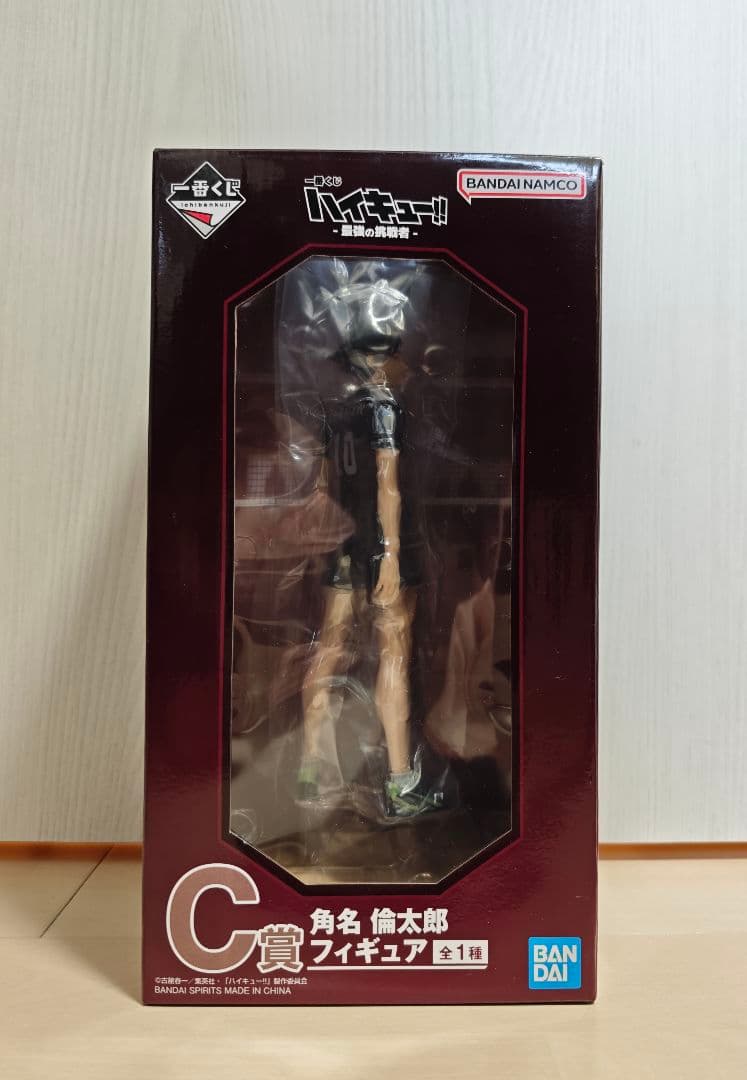 一番くじ
ichibankuji
一番くじ
ハイキュー!!
- 最強の挑戦者 -
BANDAI NAMCO
10
C賞
角名 倫太郎
フィギュア 全1種
©古舘春一/集英社・「ハイキュー!!」製作委員会
BANDAI SPIRITS MADE IN CHINA
BAN
DAI